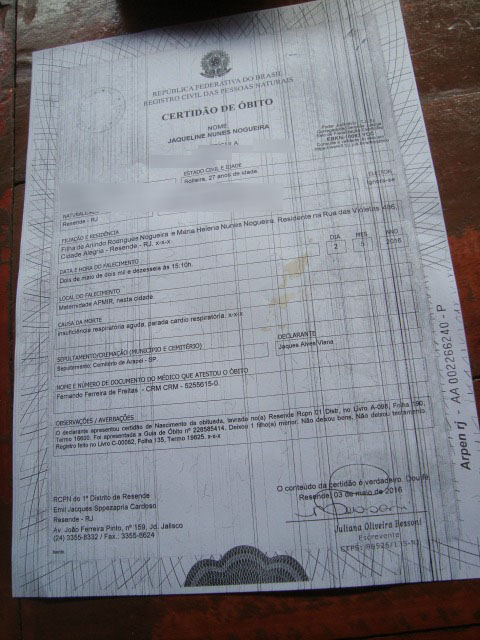 REPÚBLICA FEDERATIVA DO BRASIL
REGISTRO CIVIL DAS PESSOAS NATURAIS
CERTIDÃO DE ÓBITO
NOME
JAQUELINE NUNES NOGUEIRA
ESTADO CIVIL E IDADE
Solteira, 27 anos de idade
ELEITOR
Ignora-se
NATURALIDADE
Resende - RJ
FILIAÇÃO E RESIDÊNCIA
Filha de Arlindo Rodrigues Nogueira e Maria Helena Nunes Nogueira. Residente na Rua das Violetas 486,
Cidade Alegria - Resende - RJ. x-x-x
DATA E HORA DO FALECIMENTO
Dois de maio de dois mil e dezesseis às 15:10h.
DIA MES ANO
2 5 2016
LOCAL DO FALECIMENTO
Maternidade APMIR, nesta cidade
CAUSA DA MORTE
insuficiência respiratória aguda, parada cardio respiratória. x-x-x
SEPULTAMENTO/CREMAÇÃO (MUNICÍPIO E CEMITÉRIO)
Sepultamento, Cemitério de Arapeí - SP
DECLARANTE
Jaques Alves Viana
NOME E NÚMERO DE DOCUMENTO DO MÉDICO QUE ATESTOU O ÓBITO
Fernando Ferreira de Freitas - CRM CRM - 5265615-0
OBSERVAÇÕES / AVERBAÇÕES
O declarante apresentou certidão de Nascimento da obituada, lavrado no(a) Resende Rcpn 01 Distr, no Livro A-098, Folha 190,
Termo 16600. Foi apresentada a Guia de Óbito nº 228585414. Deixou 1 filho(s) menor. Não deixou bens. Não deixou testamento.
Registro feito no Livro C-00062, Folha 135, Termo 19825. x-x-x
RCPN do 1º Distrito de Resende
Emil Jacques Sppezapria Cardoso
Resende - RJ
Av. João Ferreira Pinto, nº 159, Jd. Jalisco
(24) 3355-8332 / Fax.: 3355-6624
O conteúdo da certidão é verdadeiro. Dou fé
Resende, 03 de maio de 2016
Juliana Oliveira Bessoni
Escrevente
Arpen rj - AA 002266240 - P